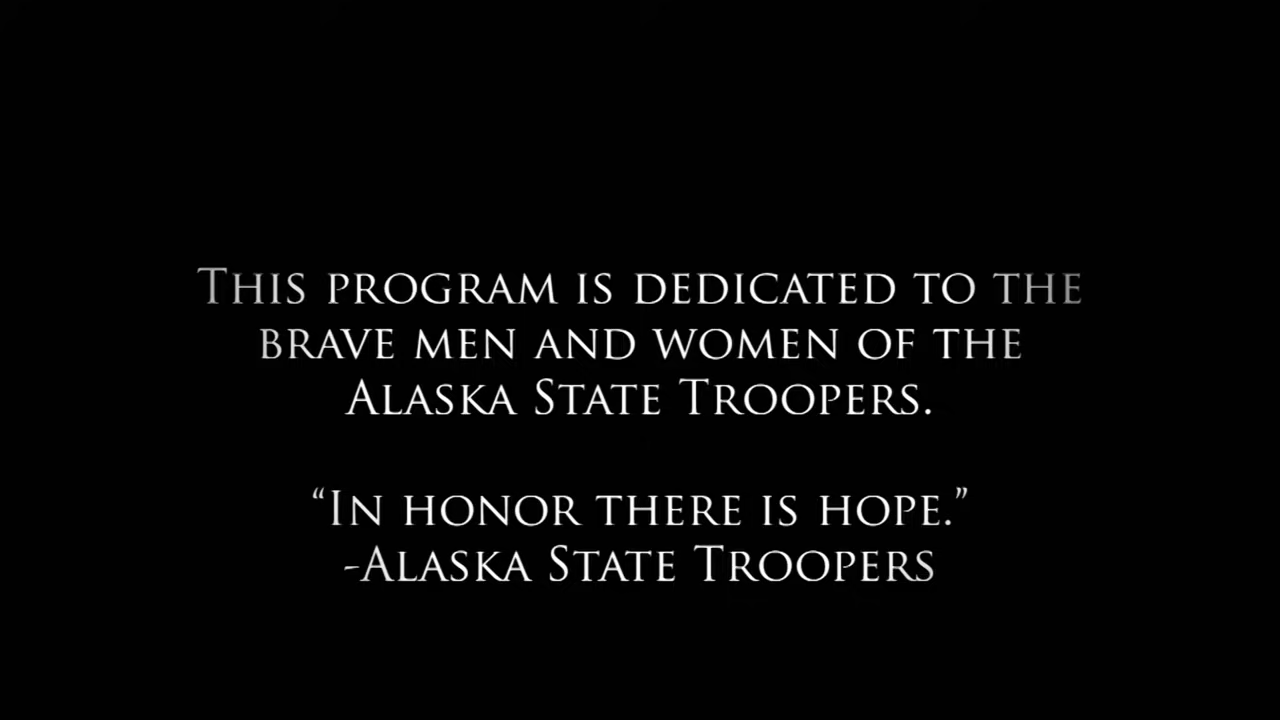 This program is dedicated to the
brave men and women of the
Alaska State Troopers.
“In honor there is hope.”
-Alaska State Troopers